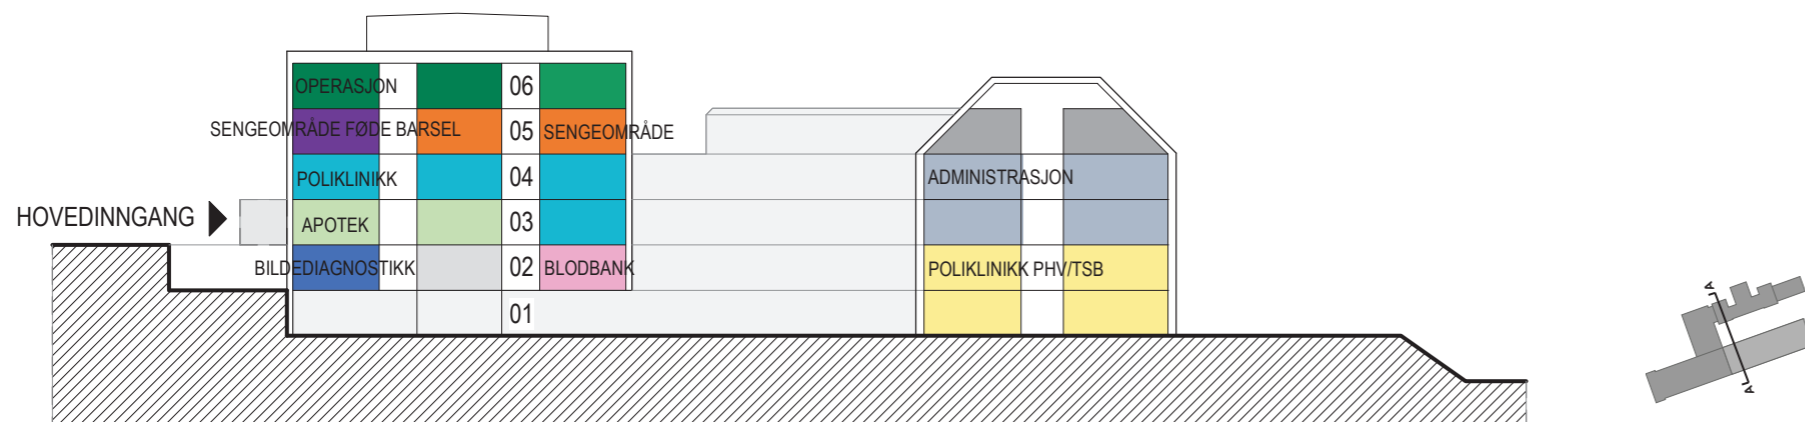 OPERASJON 06
SENGEOMRÅDE FØDE BARSEL 05 SENGEOMRÅDE
POLIKLINIKK 04 ADMINISTRASJON
HOVEDINNGANG APOTEK 03
BILDEDIAGNOSTIKK 02 BLODBANK POLIKLINIKK PHV/TSB
01
A
A